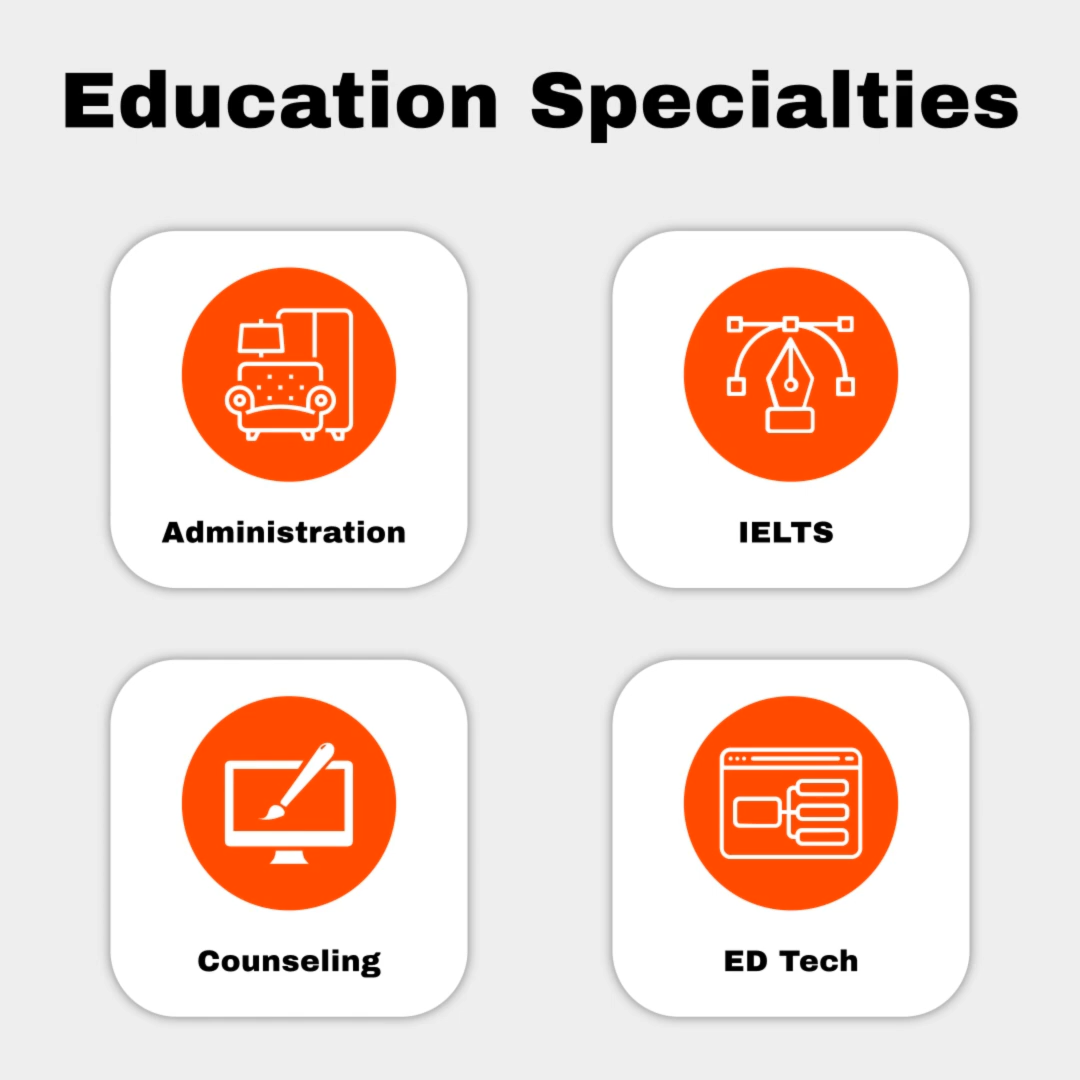 Education Specialties
Administration
IELTS
Counseling
ED Tech